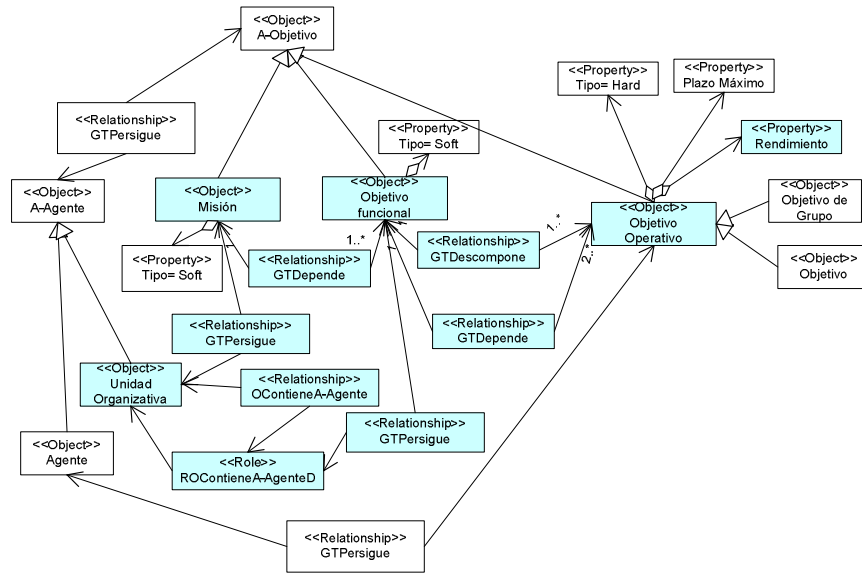 <<Object>>
A-Objetivo
<<Property>>
Tipo= Hard
<<Property>>
Plazo Máximo
<<Relationship>>
GTPersigue
<<Property>>
Tipo= Soft
<<Property>>
Rendimiento
<<Object>>
A-Agente
<<Object>>
Misión
<<Object>>
Objetivo
funcional
<<Object>>
Objetivo
Operativo
<<Object>>
Objetivo de
Grupo
<<Property>>
Tipo= Soft
1
<<Relationship>>
GTDepende
1..*
1
<<Relationship>>
GTDescompone
1..*
2..*
<<Object>>
Objetivo
<<Relationship>>
GTPersigue
<<Relationship>>
GTDepende
<<Object>>
Unidad
Organizativa
<<Relationship>>
OContieneA-Agente
<<Relationship>>
GTPersigue
<<Object>>
Agente
<<Role>>
ROContieneA-AgenteD
<<Relationship>>
GTPersigue